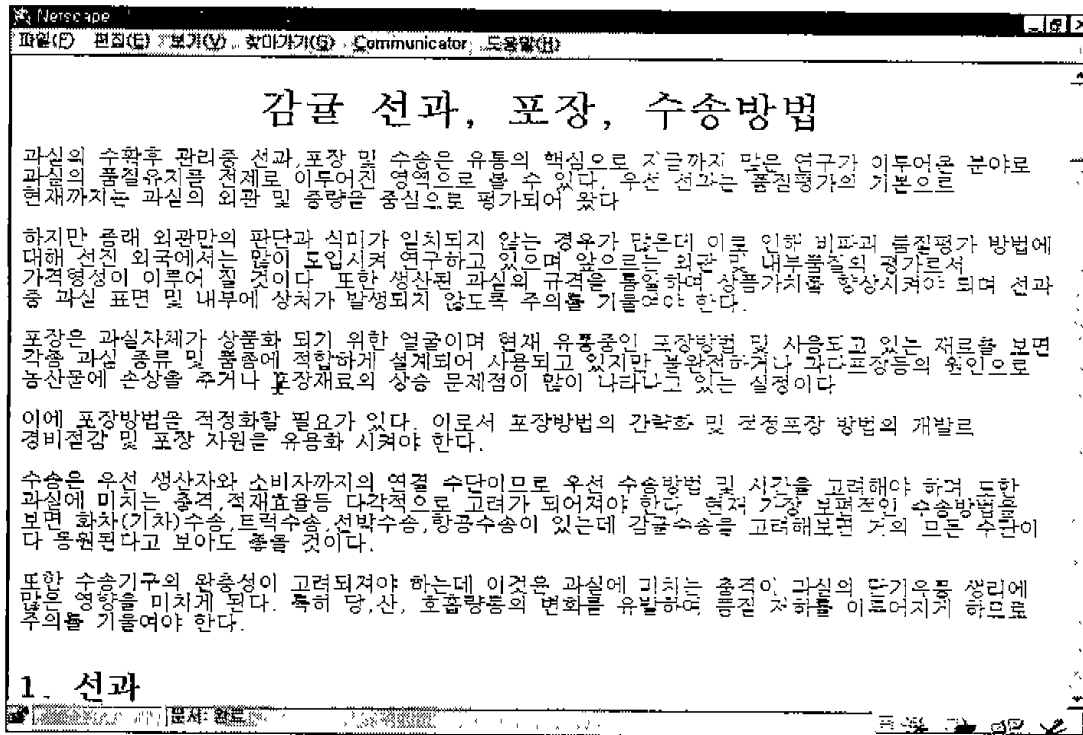 Netscape
파일(F) 편집(E) 보기(V) 찾아가기(G) Communicator 도움말(H)
감귤 선과, 포장, 수송방법
과실의 수확후 관리중 선과,포장 및 수송은 유통의 핵심으로 지금까지 많은 연구가 이루어온 분야로
과실의 품질유지를 전제로 이루어진 영역으로 볼 수 있다. 우선 선과는 품질평가의 기본으로
현재까지는 과실의 외관 및 중량을 중심으로 평가되어 왔다
하지만 종래 외관만의 판단과 식미가 일치되지 않는 경우가 많은데 이로 인해 비파괴 품질평가 방법에
대해 선진 외국에서는 많이 도입시켜 연구하고 있으며 앞으로는 외관 및 내부품질의 평가로서
가격형성이 이루어 질 것이다. 또한 생산된 과실의 규격을 통일하며 상품가치를 향상시켜야 되며 선과
중 과실 표면 및 내부에 상처가 발생되지 않도록 주의를 기울여야 한다.
포장은 과실자체가 상품화 되기 위한 얼굴이며 현재 유통중인 포장방법 및 사용되고 있는 재료를 보면
각종 과실 종류 및 품종에 적합하게 설계되어 사용되고 있지만 불완전하거나 과다포장등의 원인으로
농산물에 손상을 주거나 포장재료의 상승 문제점이 많이 나타나고 있는 실정이다
이에 포장방법을 적정화할 필요가 있다. 이로서 포장방법의 간략화 및 적정포장 방법의 개발로
경비절감 및 포장 자원을 유용화 시켜야 한다.
수송은 우선 생산자와 소비자까지의 연결 수단이므로 우선 수송방법 및 시간을 고려해야 하며 또한
과실에 미치는 충격,적재효율등 다각적으로 고려가 되어져야 한다. 현재 가장 보편적인 수송방법을
보면 화차(기차)수송,트럭수송,선박수송,항공수송이 있는데 감귤수송을 고려해보면 거의 모든 수단이
다 동원된다고 보아도 좋을 것이다.
또한 수송기구의 완충성이 고려되져야 하는데 이것은 과실에 미치는 충격이 과실의 단기유통 생리에
많은 영향을 미치게 된다. 특히 당,산, 호흡량등의 변화를 유발하여 품질 저하를 이루어지게 하므로
주의를 기울여야 한다.
1. 선과
문서: 완료